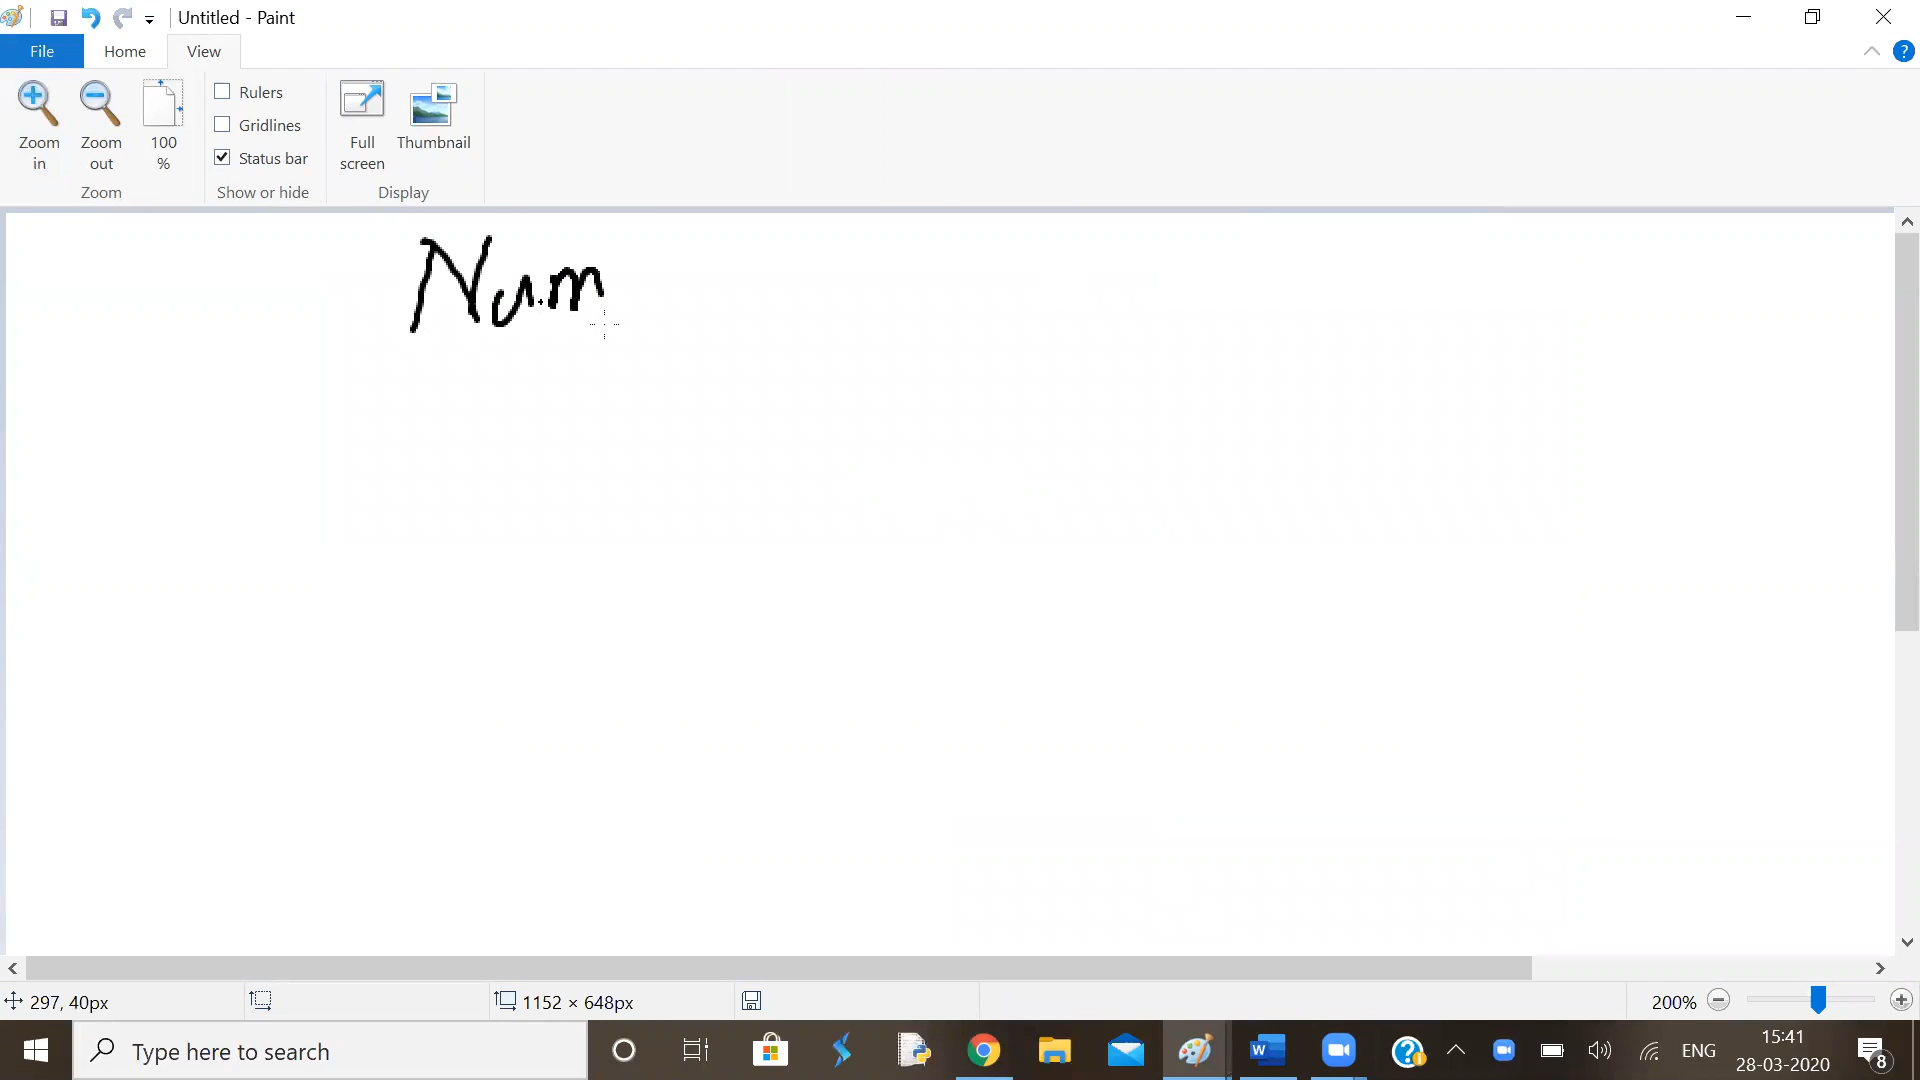 Untitled - Paint
File Home View ?
Zoom in
Zoom out
100 %
Rulers
Gridlines
Status bar
Full screen
Thumbnail
Zoom Show or hide Display
Num
297, 40px 1152 × 648px 200%
Type here to search W ? ENG 15:41
28-03-2020 8